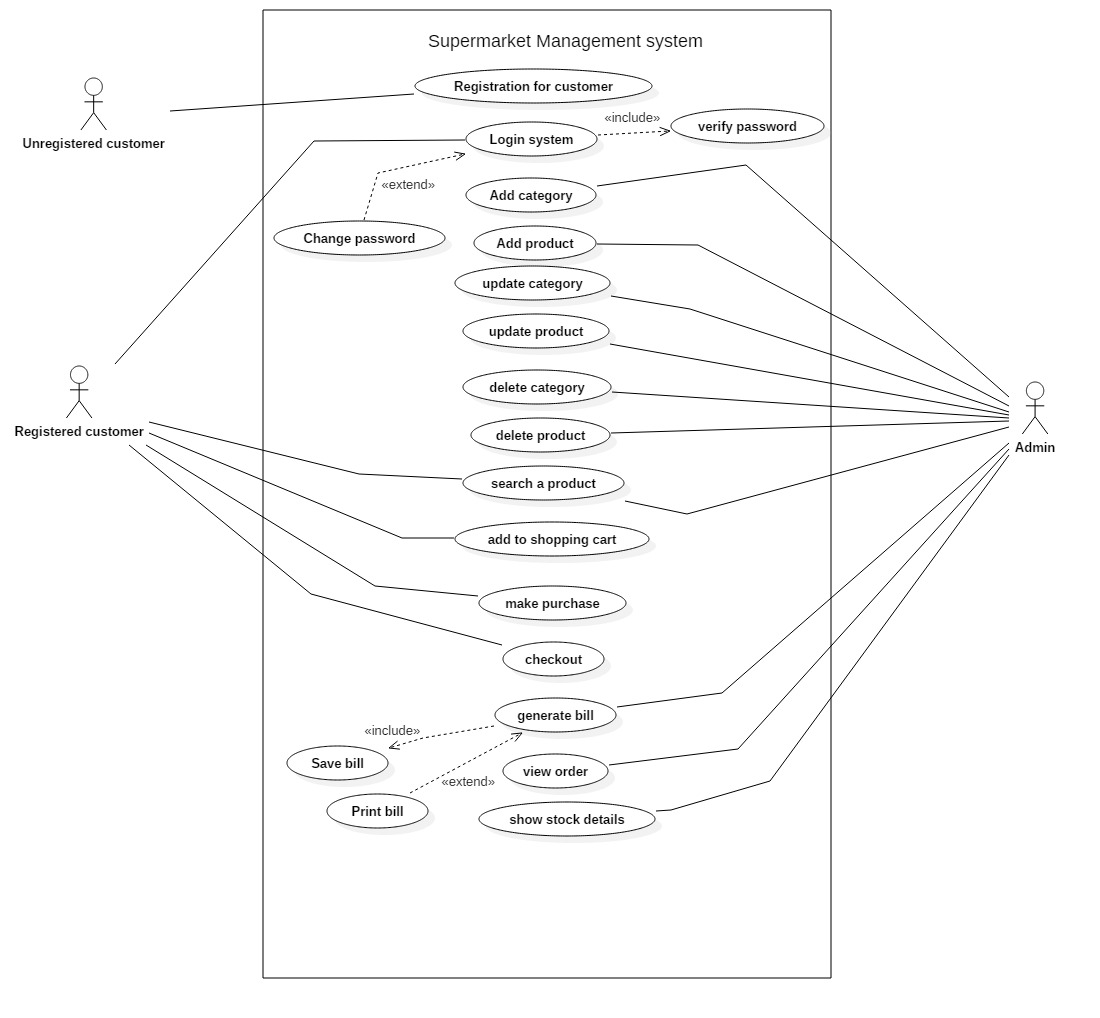 Supermarket Management system
Registration for customer
Unregistered customer
«include»
verify password
Login system
«extend»
Add category
Change password
Add product
update category
update product
delete category
Registered customer
delete product
Admin
search a product
add to shopping cart
make purchase
checkout
generate bill
«include»
Save bill
view order
«extend»
Print bill
show stock details